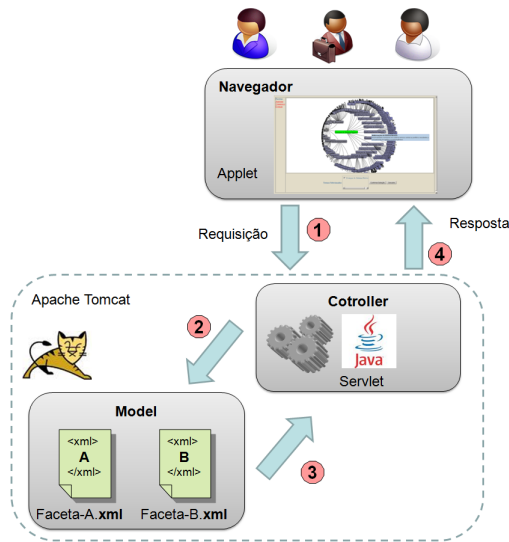 Navegador
Applet
Requisição
1
Resposta
4
Apache Tomcat
Cotroller
2
Java
Servlet
Model
<xml>
A
</xml>
<xml>
B
</xml>
3
Faceta-A.xml
Faceta-B.xml